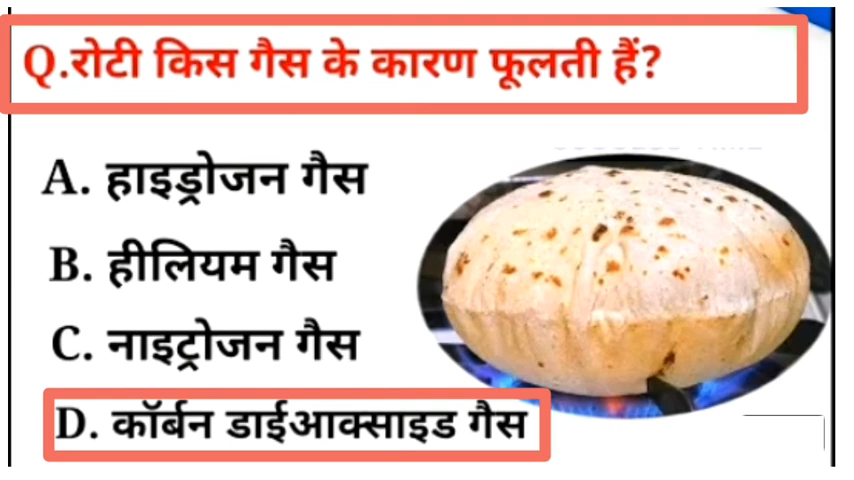 Q.रोटी किस गैस के कारण फूलती हैं?
A. हाइड्रोजन गैस
B. हीलियम गैस
C. नाइट्रोजन गैस
D. कॉर्बन डाईआक्साइड गैस